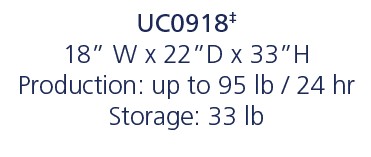 UC0918‡
18” W x 22”D x 33”H
Production: up to 95 lb / 24 hr
Storage: 33 lb